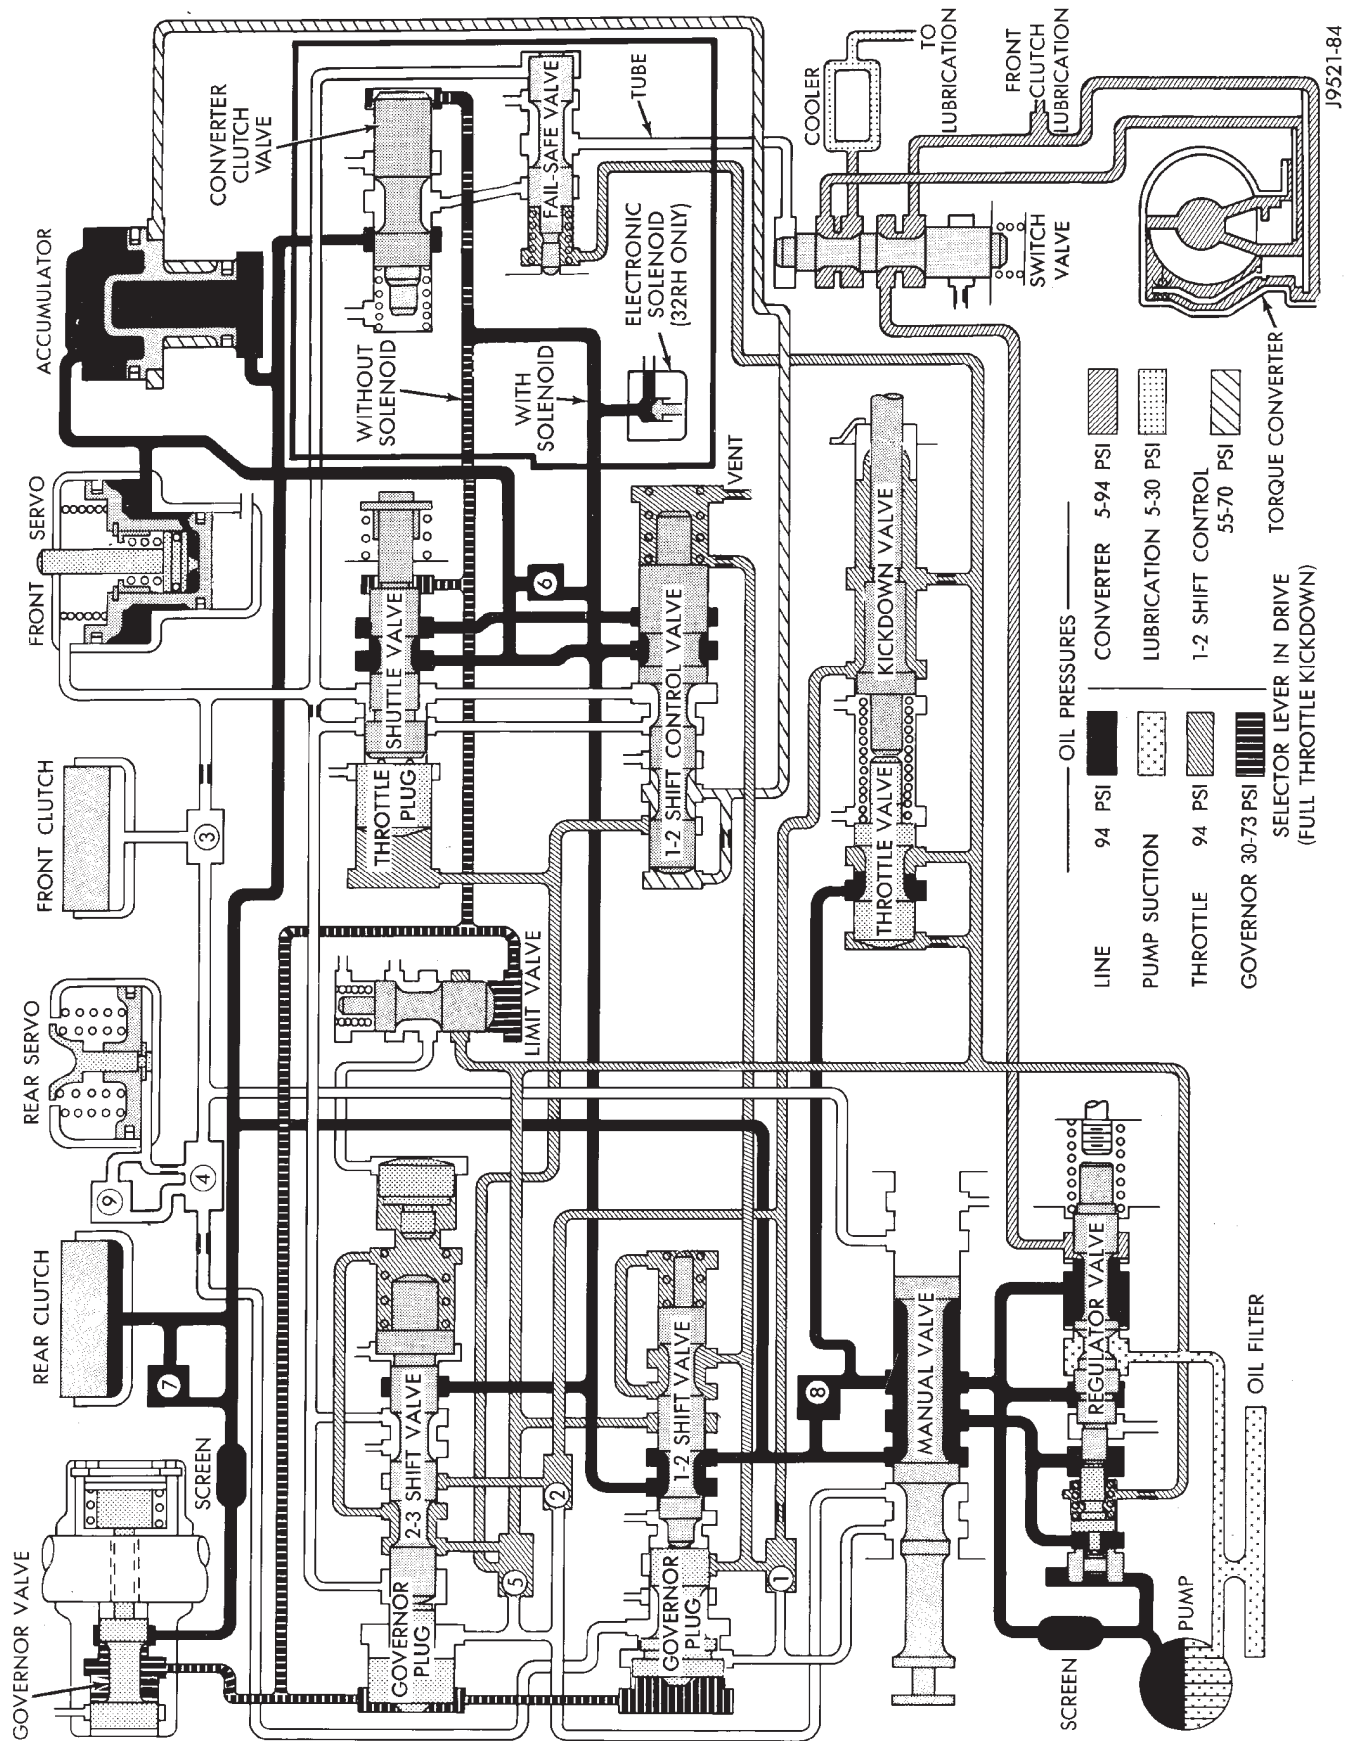 GOVERNOR VALVE
REAR CLUTCH
REAR SERVO
FRONT CLUTCH
FRONT SERVO
ACCUMULATOR
SCREEN
7
9
4
3
CONVERTER
CLUTCH
VALVE
WITHOUT
SOLENOID
WITH
SOLENOID
ELECTRONIC
SOLENOID
(32RH ONLY)
FAIL-SAFE VALVE
TUBE
GOVERNOR
PLUG
2-3 SHIFT VALVE
LIMIT VALVE
THROTTLE
PLUG
SHUTTLE VALVE
6
VENT
5
2
GOVERNOR
PLUG
1-2 SHIFT VALVE
1-2 SHIFT CONTROL VALVE
1
8
MANUAL VALVE
THROTTLE VALVE
KICKDOWN VALVE
COOLER
TO
LUBRICATION
FRONT
CLUTCH
LUBRICATION
SWITCH
VALVE
TORQUE CONVERTER
SCREEN
PUMP
REGULATOR VALVE
OIL FILTER
OIL PRESSURES
LINE 94 PSI
PUMP SUCTION
THROTTLE 94 PSI
GOVERNOR 30-73 PSI
CONVERTER 5-94 PSI
LUBRICATION 5-30 PSI
1-2 SHIFT CONTROL
55-70 PSI
SELECTOR LEVER IN DRIVE
(FULL THROTTLE KICKDOWN)
J9521-84